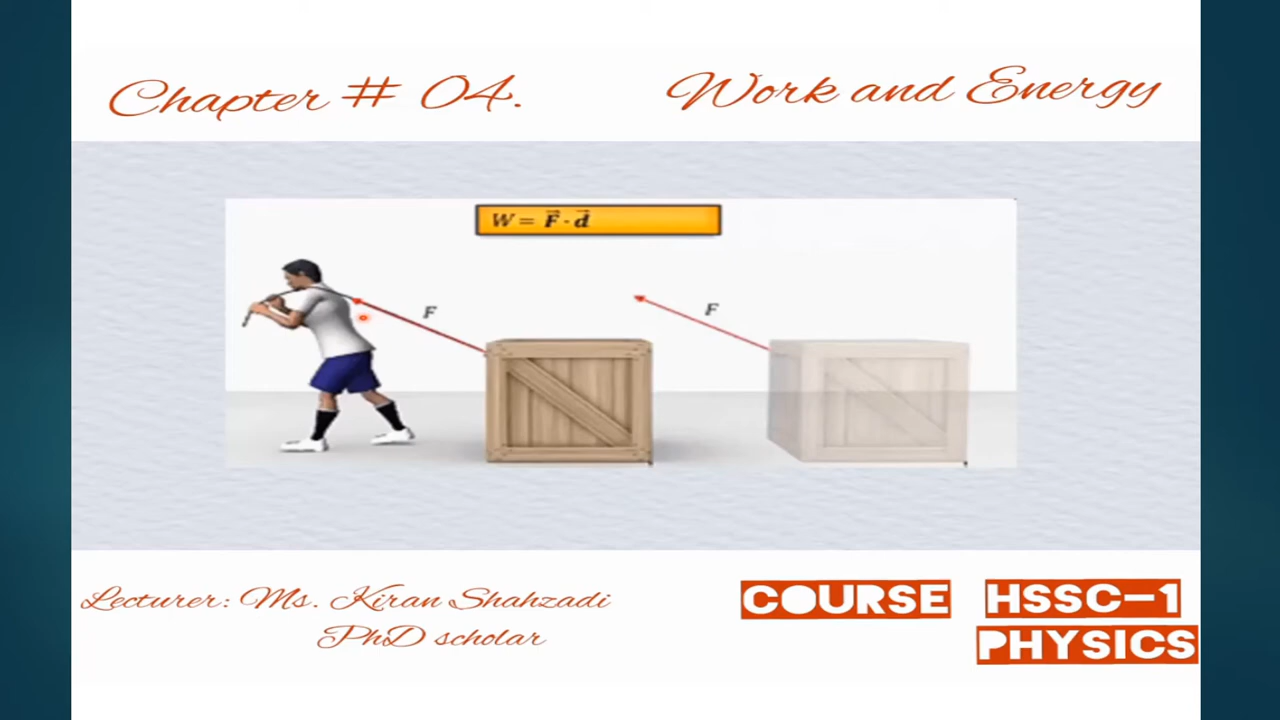 Chapter # 04. Work and Energy
W = F⃗ · d⃗
F F
Lecturer: Ms. Kiran Shahzadi
PhD scholar
COURSE HSSC-1
PHYSICS